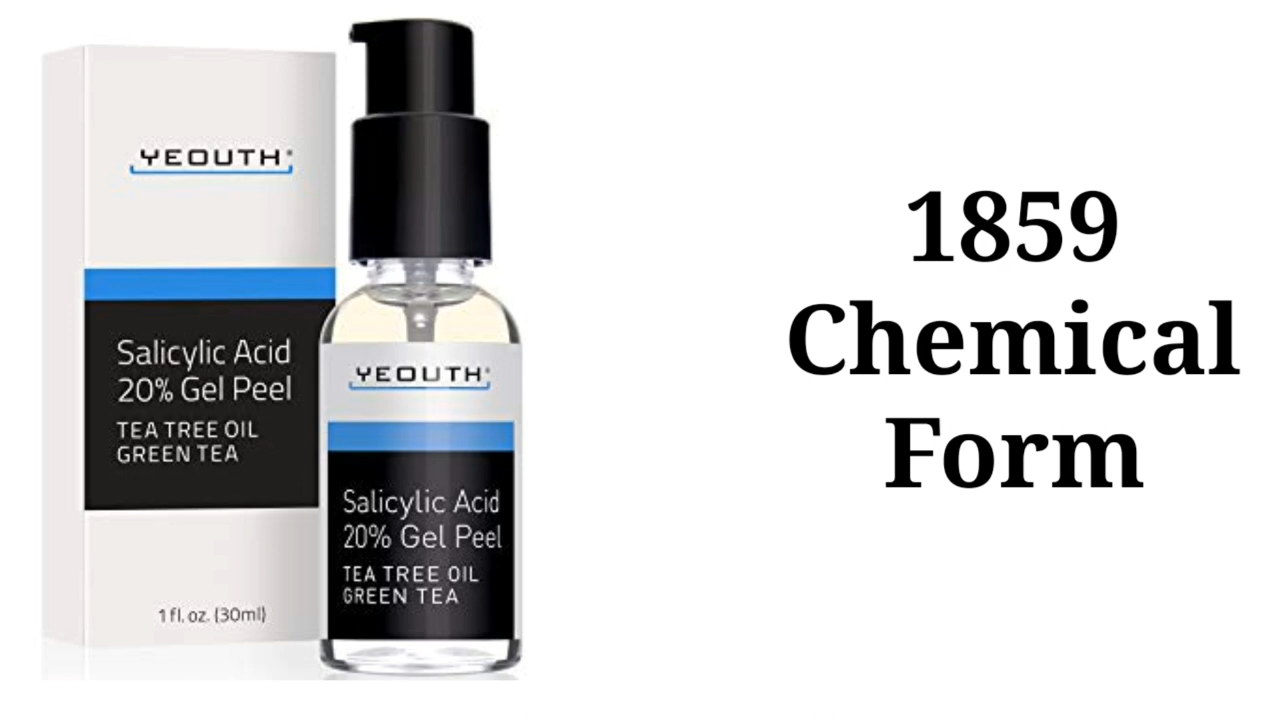 YEOUTH
Salicylic Acid
20% Gel Peel
TEA TREE OIL
GREEN TEA
1 fl. oz. (30ml)
YEOUTH
Salicylic Acid
20% Gel Peel
TEA TREE OIL
GREEN TEA
1859
Chemical
Form